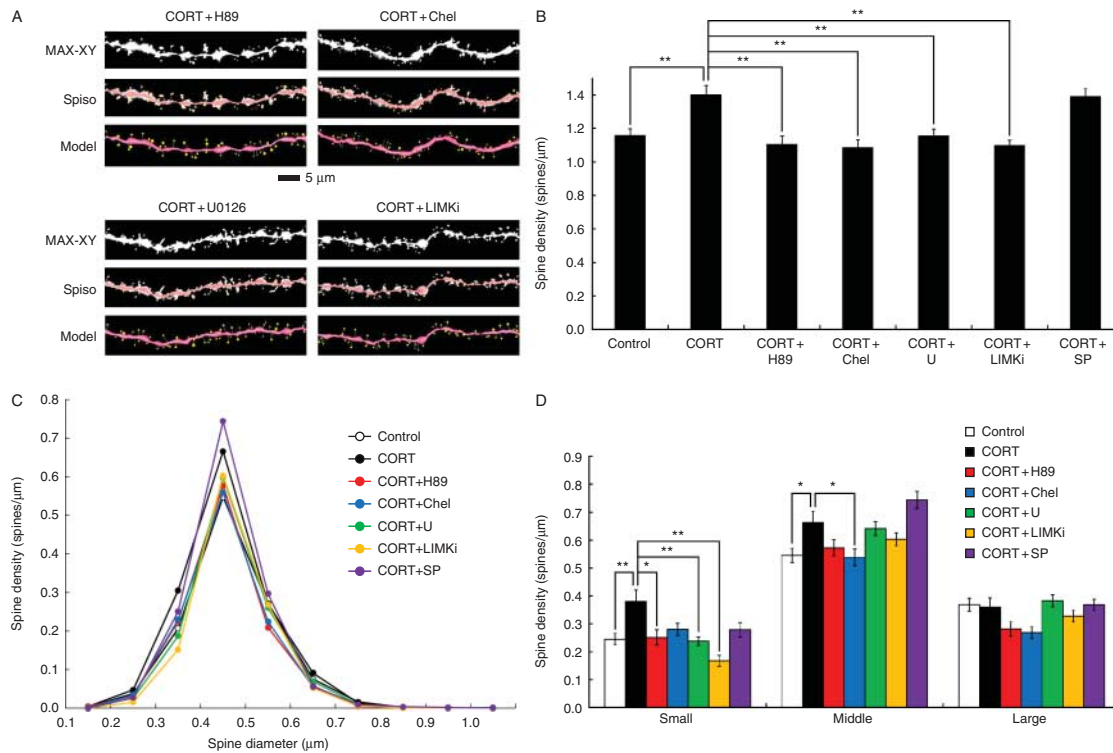 A
CORT+H89
CORT+Chel
MAX-XY
Spiso
Model
5 μm
CORT+U0126
CORT+LIMKi
MAX-XY
Spiso
Model
B
Spine density (spines/μm)
1.4
1.2
1.0
0.8
0.6
0.4
0.2
0.0
**
**
**
**
**
Control
CORT
CORT+
H89
CORT+
Chel
CORT+
U
CORT+
LIMKi
CORT+
SP
C
Spine density (spines/μm)
0.8
0.7
0.6
0.5
0.4
0.3
0.2
0.1
0.0
0.1
0.2
0.3
0.4
0.5
0.6
0.7
0.8
0.9
1.0
Spine diameter (μm)
Control
CORT
CORT+H89
CORT+Chel
CORT+U
CORT+LIMKi
CORT+SP
D
Spine density (spines/μm)
0.9
0.8
0.7
0.6
0.5
0.4
0.3
0.2
0.1
0.0
**
*
**
**
*
*
Small
Middle
Large
Control
CORT
CORT+H89
CORT+Chel
CORT+U
CORT+LIMKi
CORT+SP